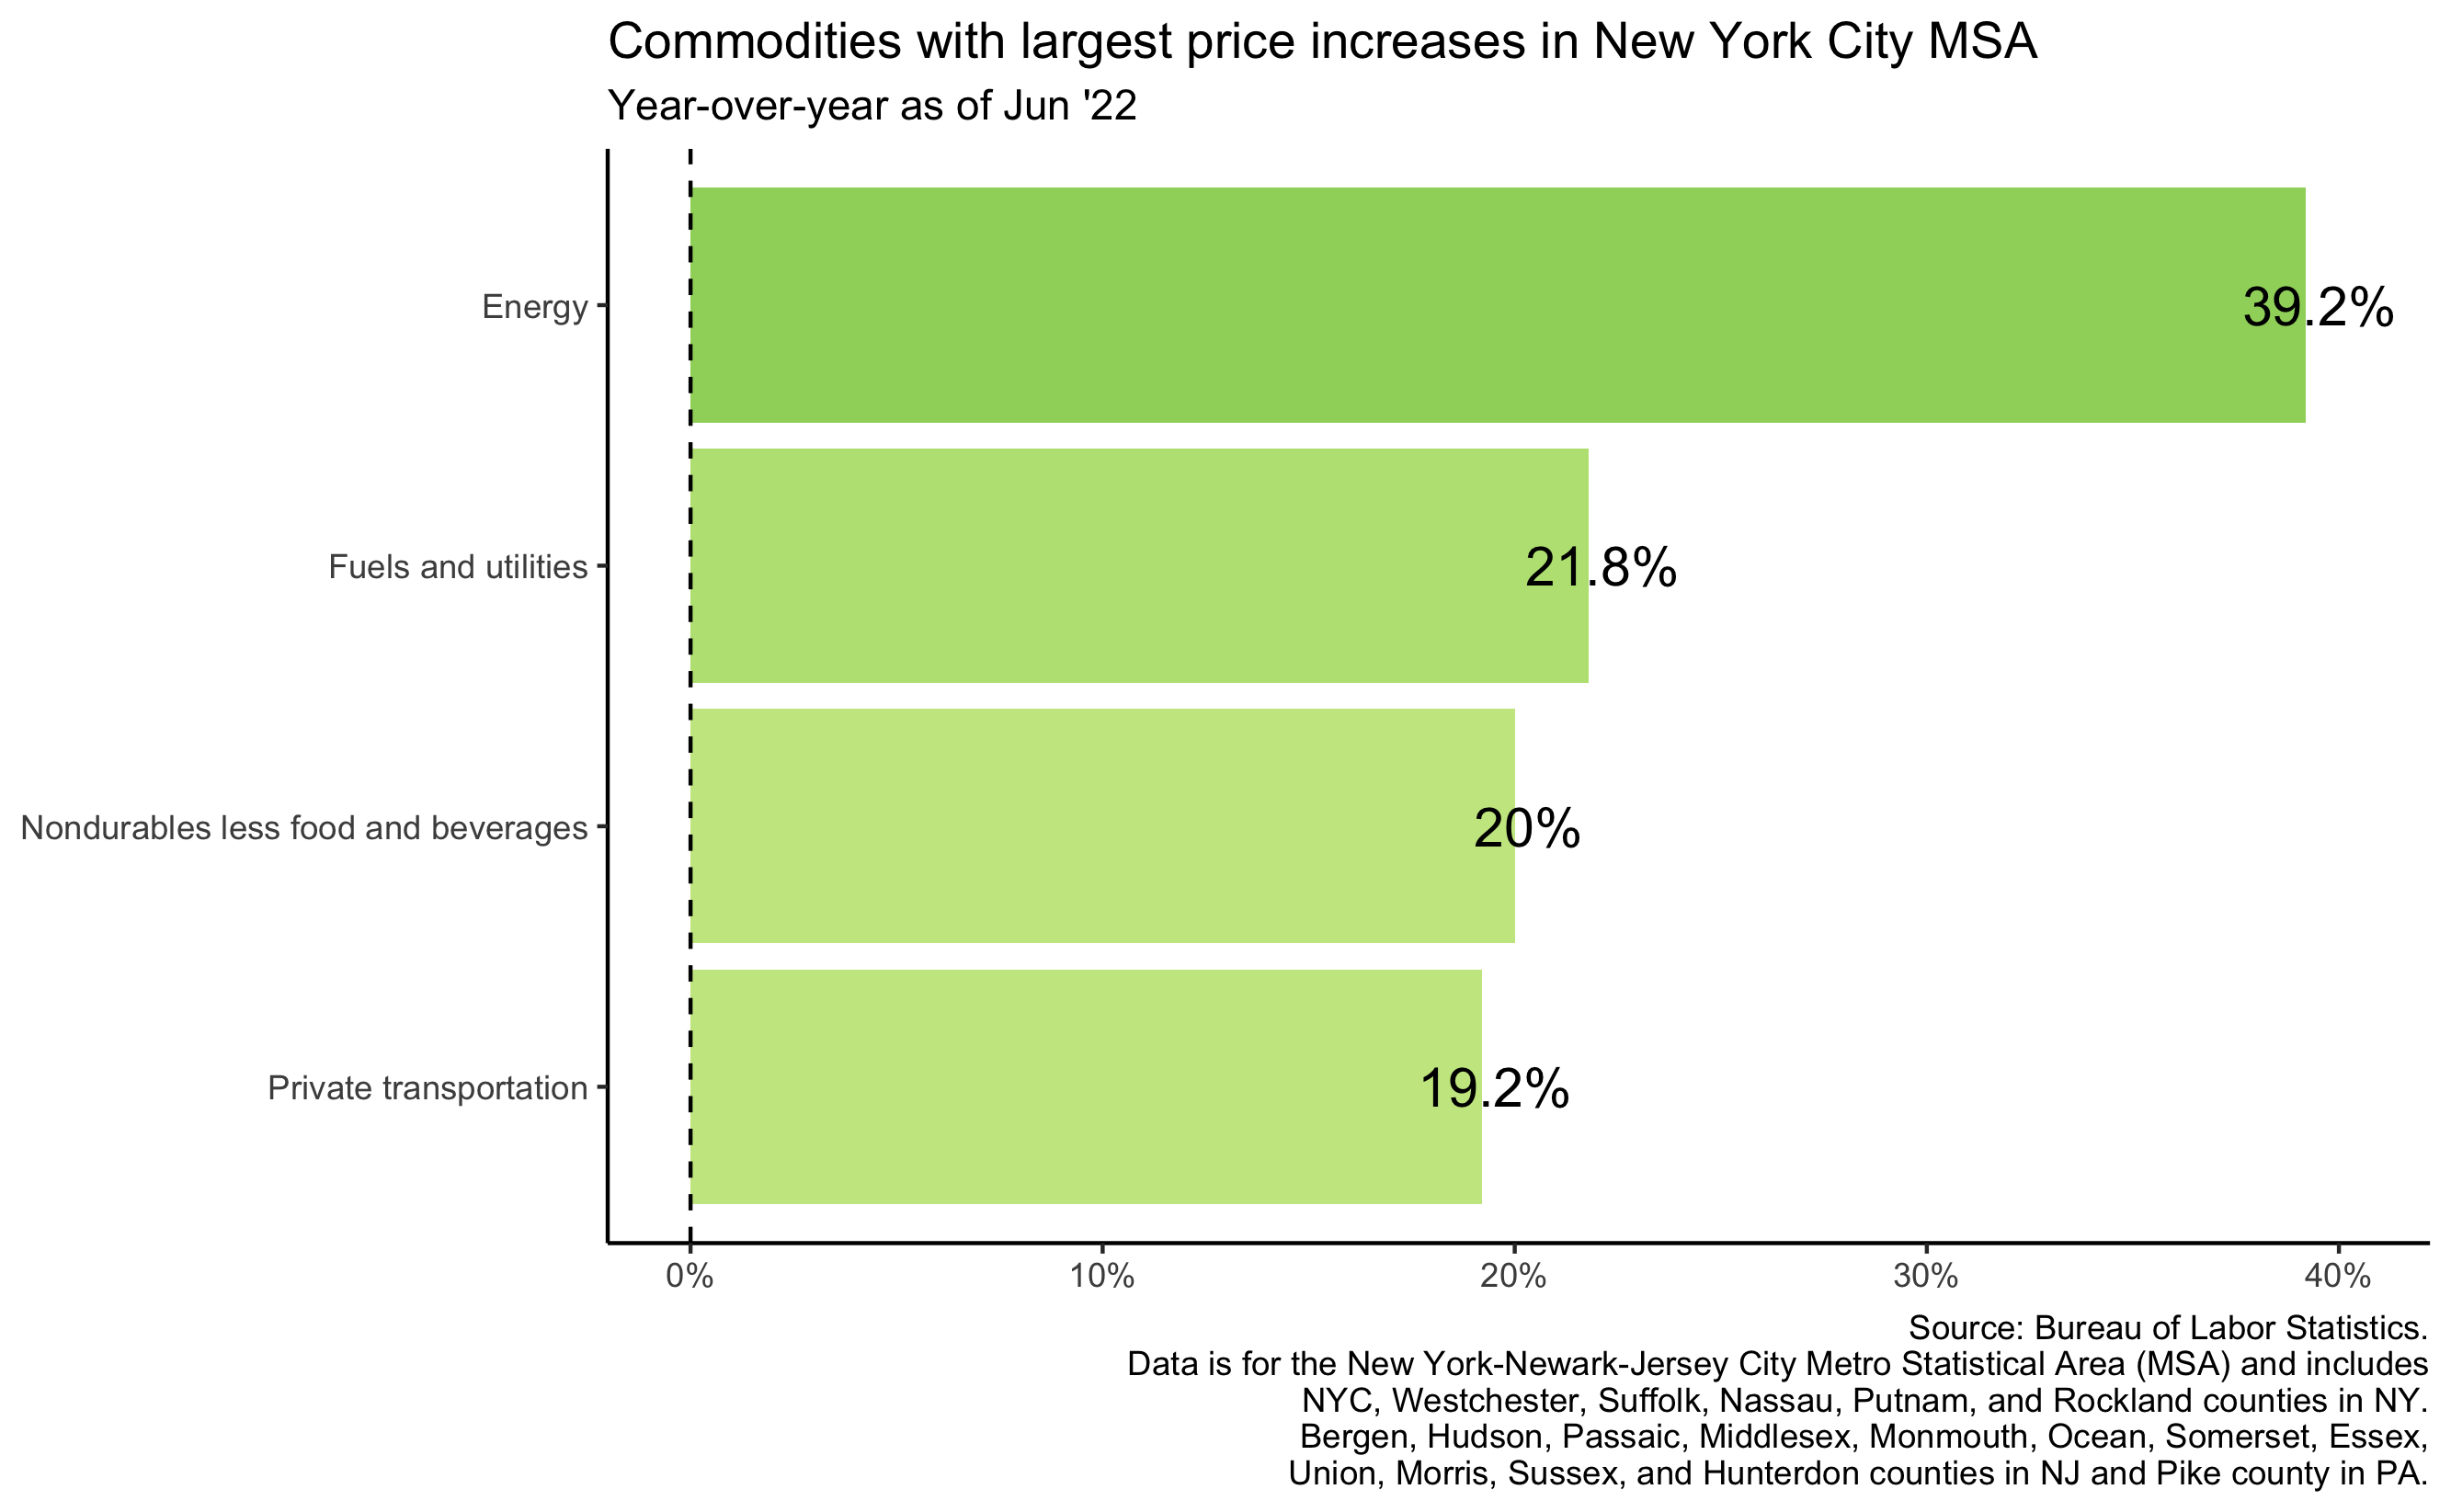 Commodities with largest price increases in New York City MSA
Year-over-year as of Jun '22
Energy
39.2%
Fuels and utilities
21.8%
Nondurables less food and beverages
20%
Private transportation
19.2%
0%
10%
20%
30%
40%
Source: Bureau of Labor Statistics.
Data is for the New York-Newark-Jersey City Metro Statistical Area (MSA) and includes
NYC, Westchester, Suffolk, Nassau, Putnam, and Rockland counties in NY.
Bergen, Hudson, Passaic, Middlesex, Monmouth, Ocean, Somerset, Essex,
Union, Morris, Sussex, and Hunterdon counties in NJ and Pike county in PA.